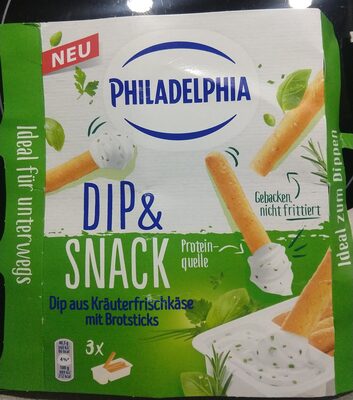 NEU
PHILADELPHIA
Ideal für unterwegs
Ideal zum Dippen
DIP &
SNACK
Gebacken,
nicht frittiert
Protein-
quelle
Dip aus Kräuterfrischkäse
mit Brotsticks
3x